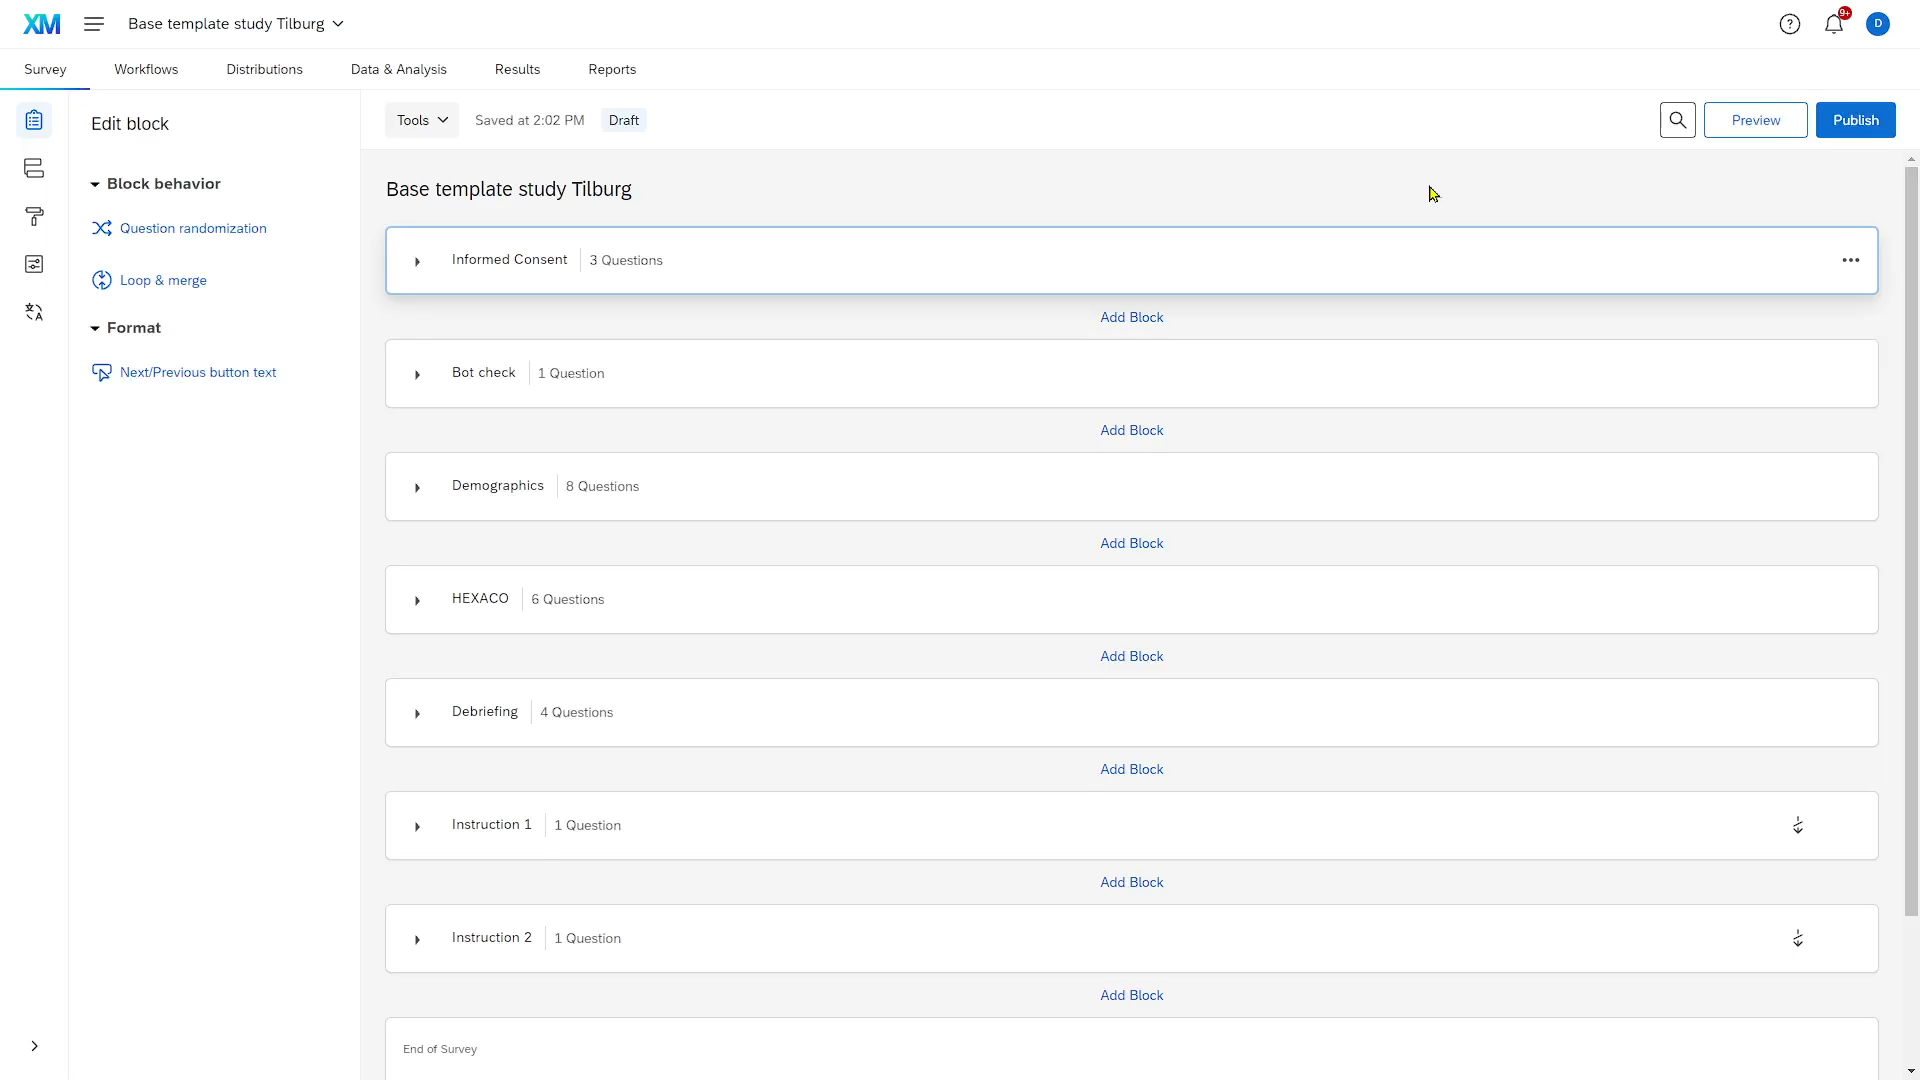 XM
Base template study Tilburg
9+
D
Survey
Workflows
Distributions
Data & Analysis
Results
Reports
Edit block
Tools
Saved at 2:02 PM
Draft
Preview
Publish
Block behavior
Question randomization
Loop & merge
Format
Next/Previous button text
Base template study Tilburg
Informed Consent
3 Questions
Add Block
Bot check
1 Question
Add Block
Demographics
8 Questions
Add Block
HEXACO
6 Questions
Add Block
Debriefing
4 Questions
Add Block
Instruction 1
1 Question
Add Block
Instruction 2
1 Question
Add Block
End of Survey